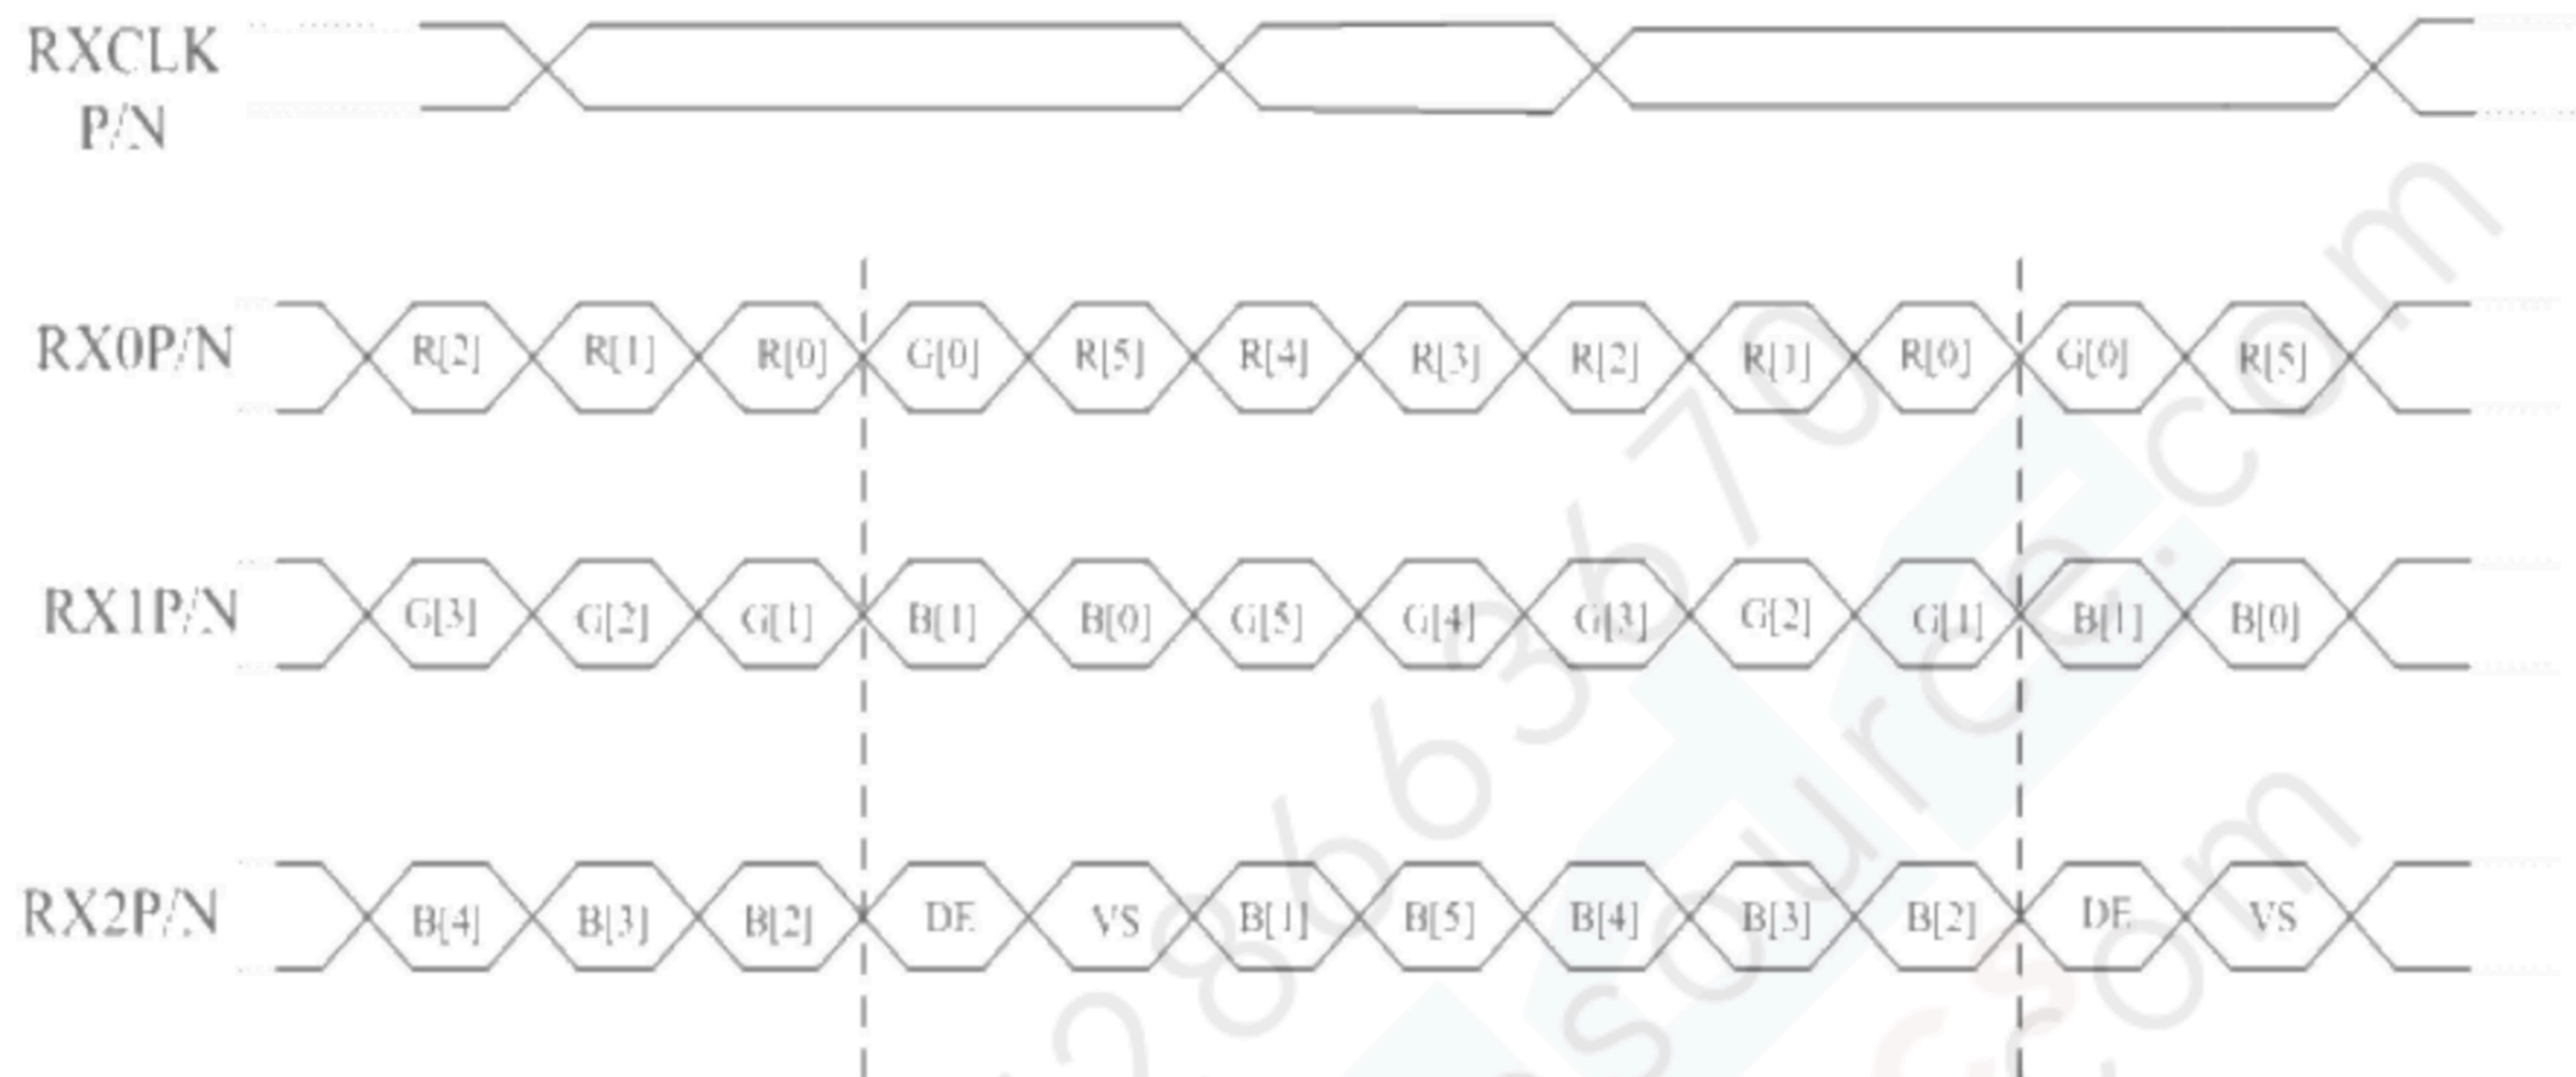 RXCLK
P/N
RX0P/N R[2] R[1] R[0] G[0] R[5] R[4] R[3] R[2] R[1] R[0] G[0] R[5]
RX1P/N G[3] G[2] G[1] B[1] B[0] G[5] G[4] G[3] G[2] G[1] B[1] B[0]
RX2P/N B[4] B[3] B[2] DE VS B[1] B[5] B[4] B[3] B[2] DE VS